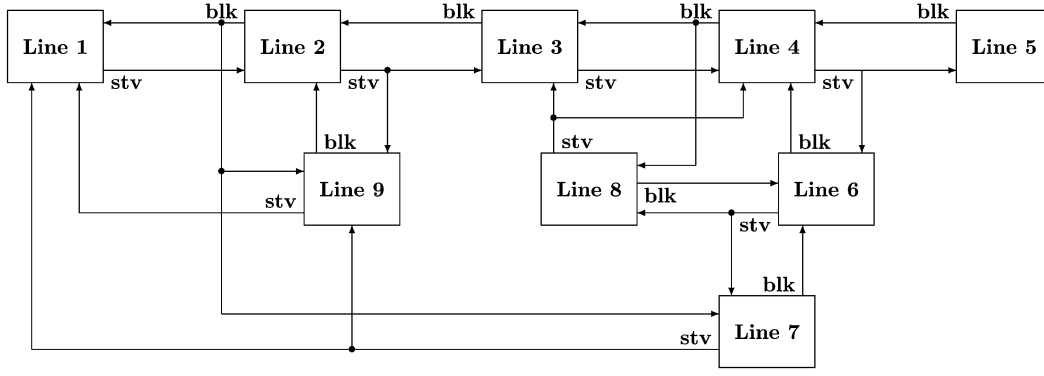 blk blk blk blk
Line 1 Line 2 Line 3 Line 4 Line 5
stv stv stv stv
blk stv blk
Line 9 Line 8 Line 6
stv blk
stv
blk
Line 7
stv